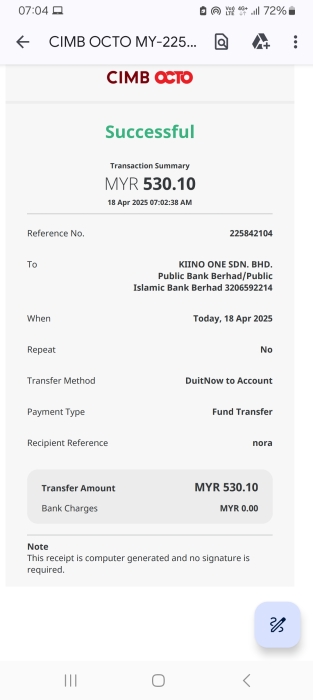 07:04 VoI) LTE 4G+ 72%
CIMB OCTO MY-225...
CIMB OCTO
Successful
Transaction Summary
MYR 530.10
18 Apr 2025 07:02:38 AM
Reference No. 225842104
To KIINO ONE SDN. BHD.
Public Bank Berhad/Public
Islamic Bank Berhad 3206592214
When Today, 18 Apr 2025
Repeat No
Transfer Method DuitNow to Account
Payment Type Fund Transfer
Recipient Reference nora
Transfer Amount MYR 530.10
Bank Charges MYR 0.00
Note
This receipt is computer generated and no signature is
required.